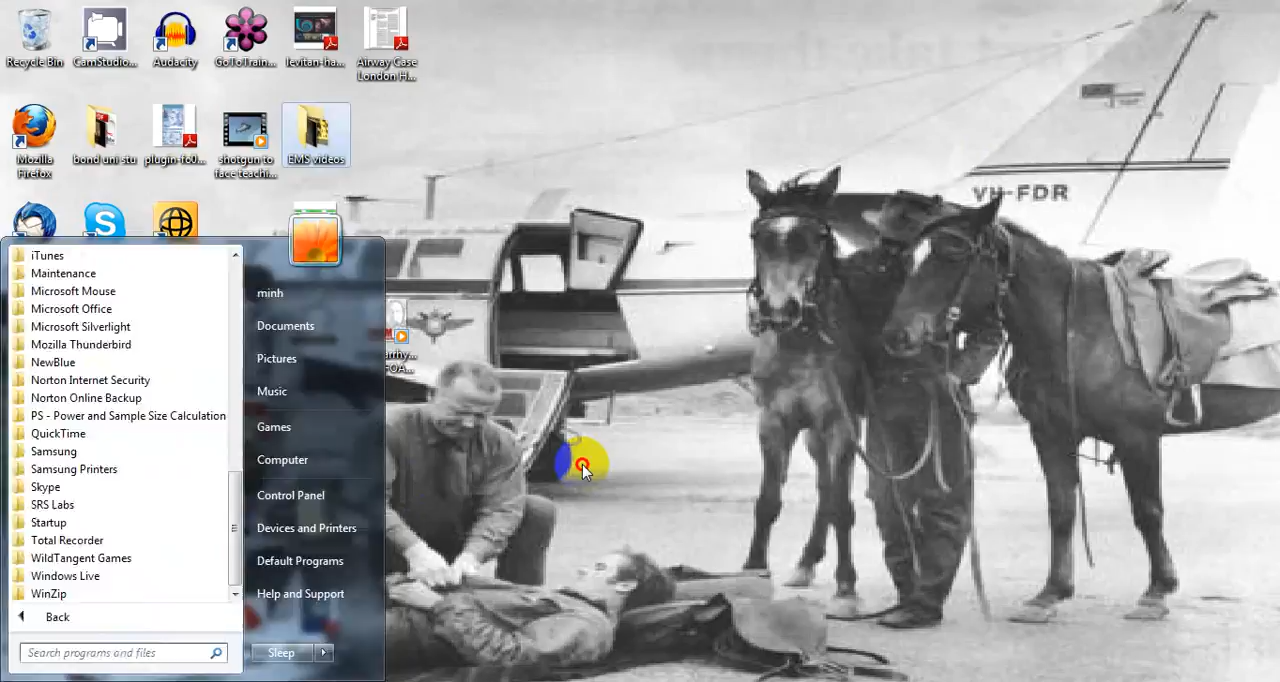 Recycle Bin
CamStudio...
Audacity
GoToTrain...
levitan-ha...
Airway Case
London H...
Mozilla
Firefox
bond uni stu
plugin-f60...
shotgun to
face teachi...
EMS videos
VH-FDR
iTunes
Maintenance
Microsoft Mouse
Microsoft Office
Microsoft Silverlight
Mozilla Thunderbird
NewBlue
Norton Internet Security
Norton Online Backup
PS - Power and Sample Size Calculation
QuickTime
Samsung
Samsung Printers
Skype
SRS Labs
Startup
Total Recorder
WildTangent Games
Windows Live
WinZip
Back
Search programs and files
minh
Documents
Pictures
Music
Games
Computer
Control Panel
Devices and Printers
Default Programs
Help and Support
Sleep